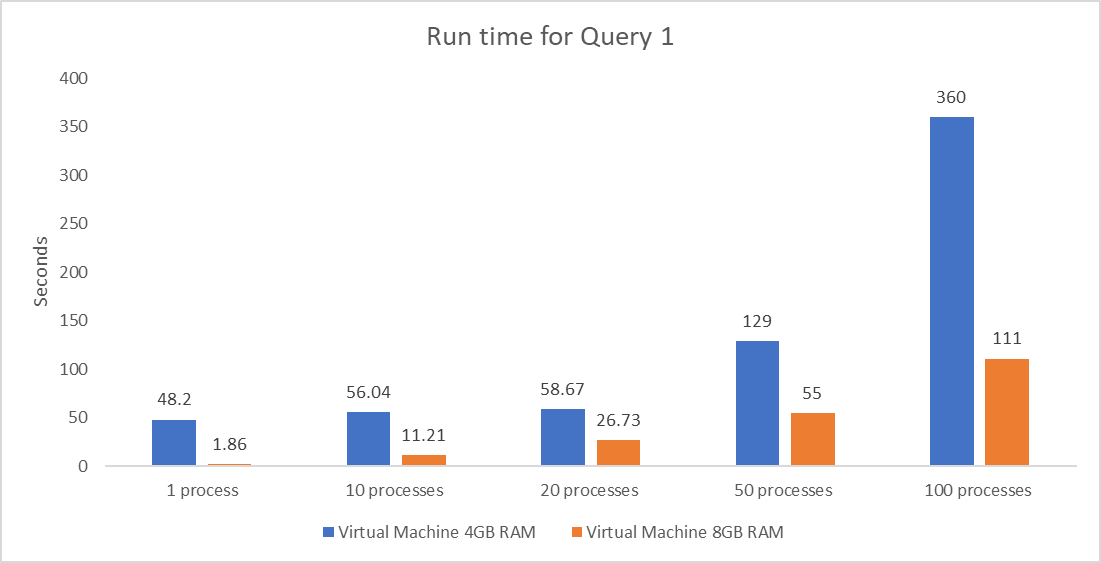 Run time for Query 1
Seconds
400
350
300
250
200
150
100
50
0
48.2
1.86
56.04
11.21
58.67
26.73
129
55
360
111
1 process
10 processes
20 processes
50 processes
100 processes
Virtual Machine 4GB RAM
Virtual Machine 8GB RAM